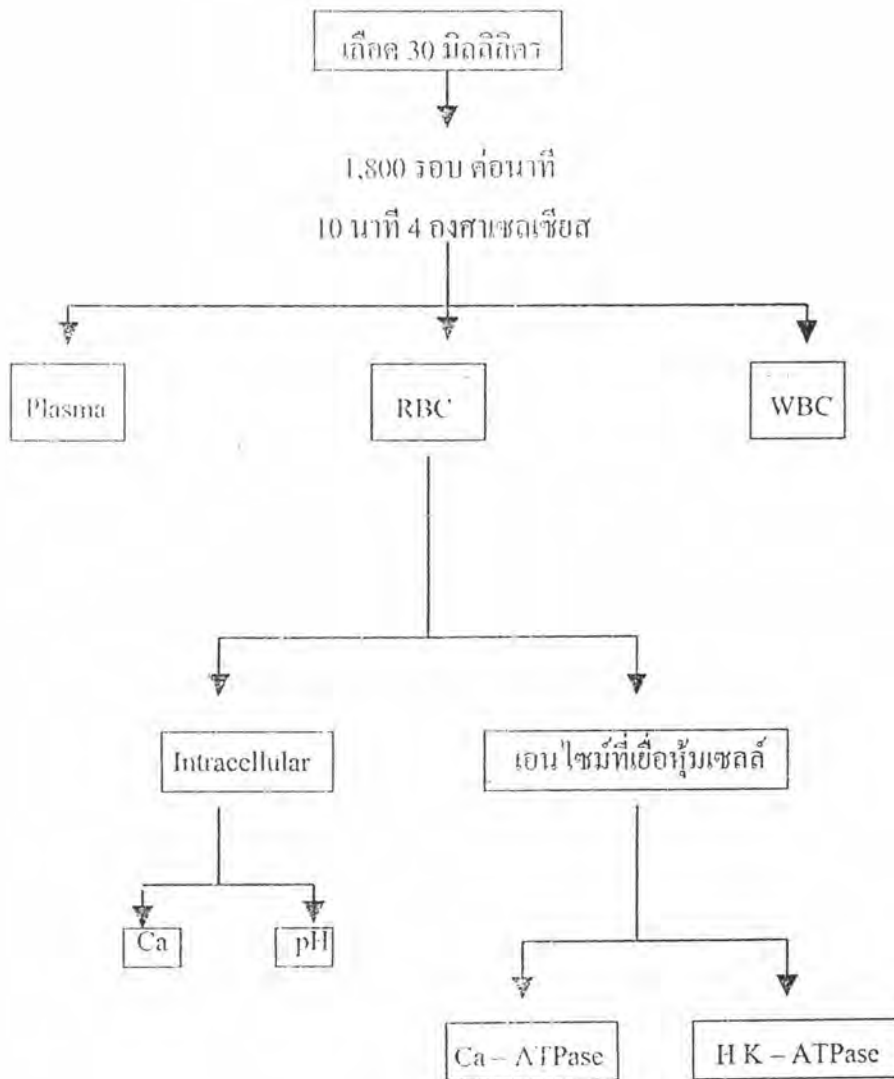 เลือด 30 มิลลิลิตร
1,800 รอบ ต่อนาที
10 นาที 4 องศาเซลเซียส
Plasma
RBC
WBC
Intracellular
เอนไซม์ที่เยื่อหุ้มเซลล์
Ca
pH
Ca – ATPase
H K – ATPase